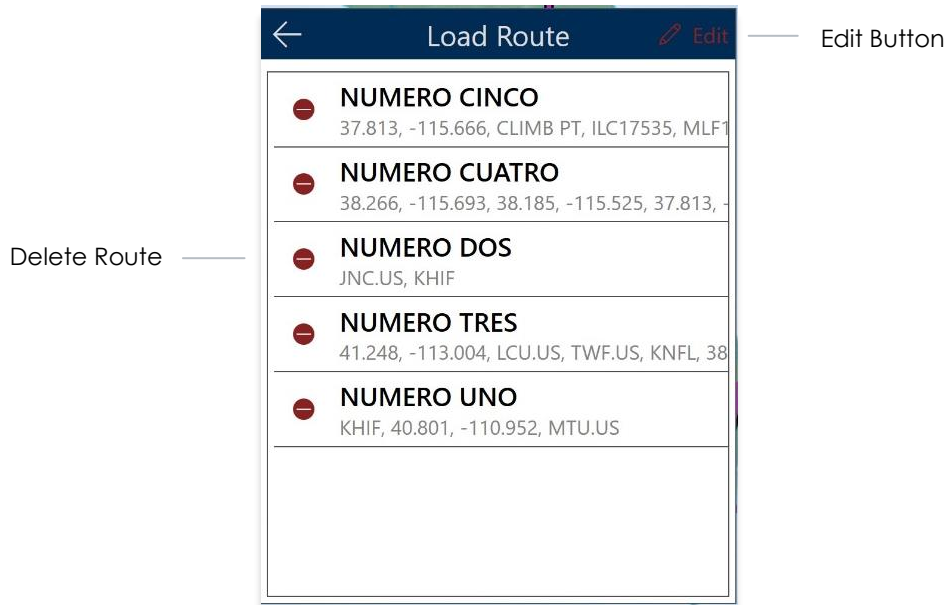 Load Route
Edit
Edit Button
NUMERO CINCO
37.813, -115.666, CLIMB PT, ILC17535, MLF1
NUMERO CUATRO
38.266, -115.693, 38.185, -115.525, 37.813, -
Delete Route
NUMERO DOS
JNC.US, KHIF
NUMERO TRES
41.248, -113.004, LCU.US, TWF.US, KNFL, 38
NUMERO UNO
KHIF, 40.801, -110.952, MTU.US